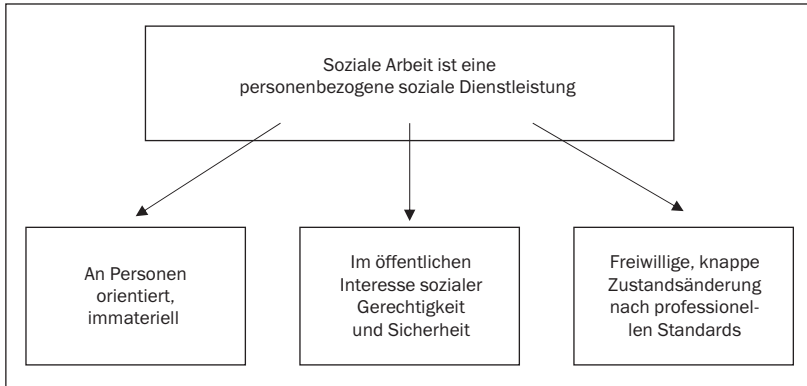 Soziale Arbeit ist eine
personenbezogene soziale Dienstleistung
An Personen
orientiert,
immateriell
Im öffentlichen
Interesse sozialer
Gerechtigkeit
und Sicherheit
Freiwillige, knappe
Zustandsänderung
nach professionel-
len Standards